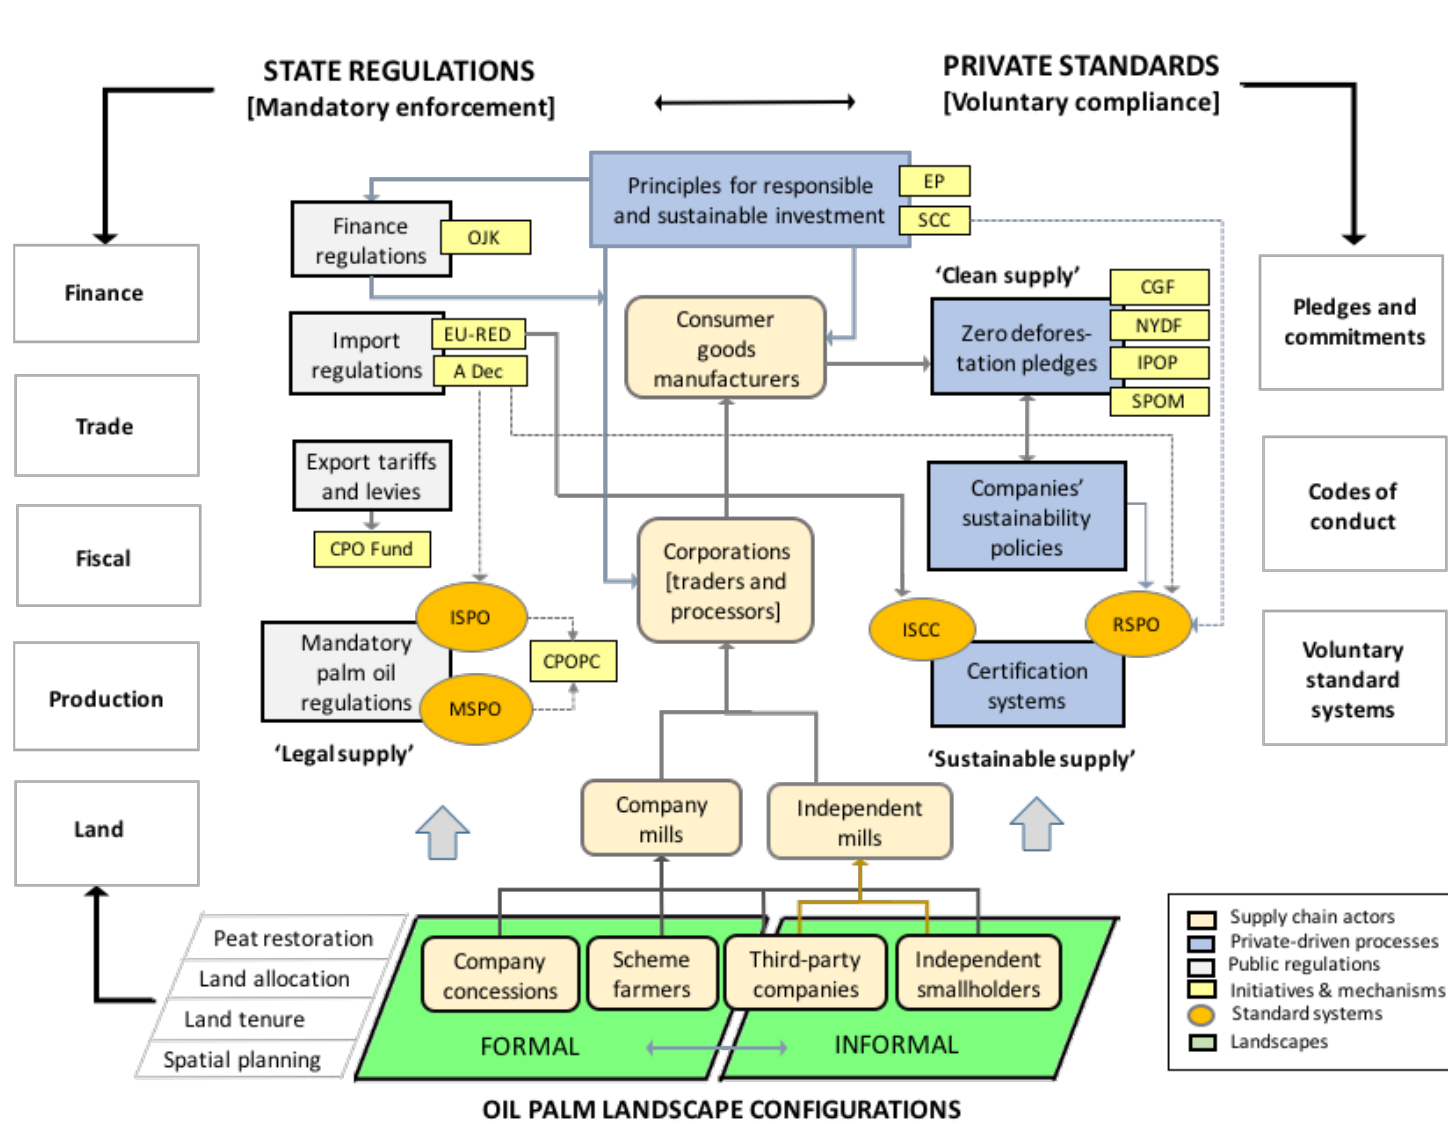 STATE REGULATIONS
[Mandatory enforcement]
PRIVATE STANDARDS
[Voluntary compliance]
Finance
Trade
Fiscal
Production
Land
Principles for responsible
and sustainable investment
EP
SCC
Finance
regulations
OJK
Import
regulations
EU-RED
A Dec
Export tariffs
and levies
CPO Fund
Mandatory
palm oil
regulations
ISPO
MSPO
CPOPC
'Legal supply'
Consumer
goods
manufacturers
Corporations
[traders and
processors]
Company
mills
Independent
mills
'Clean supply'
Zero defores-
tation pledges
CGF
NYDF
IPOP
SPOM
Companies'
sustainability
policies
ISCC
RSPO
Certification
systems
'Sustainable supply'
Pledges and
commitments
Codes of
conduct
Voluntary
standard
systems
Peat restoration
Land allocation
Land tenure
Spatial planning
Company
concessions
Scheme
farmers
Third-party
companies
Independent
smallholders
FORMAL
INFORMAL
OIL PALM LANDSCAPE CONFIGURATIONS
Supply chain actors
Private-driven processes
Public regulations
Initiatives & mechanisms
Standard systems
Landscapes